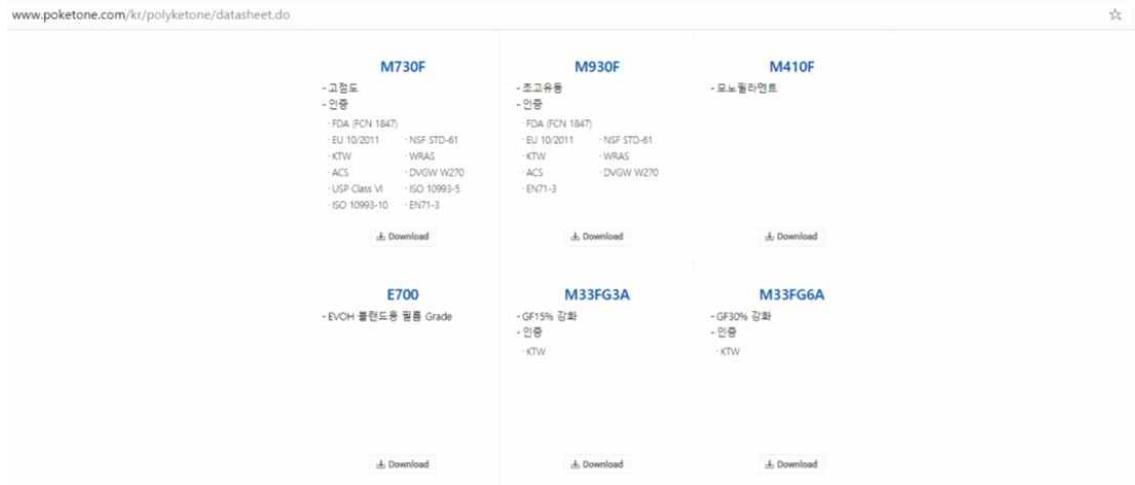 www.poketone.com/kr/polyketone/datasheet.do
M730F
- 고점도
- 인증
· FDA (FCN 1847)
· EU 10/2011 · NSF STD-61
· KTW · WRAS
· ACS · DVGW W270
· USP Class VI · ISO 10993-5
· ISO 10993-10 · EN71-3
Download
M930F
- 초고유동
- 인증
· FDA (FCN 1847)
· EU 10/2011 · NSF STD-61
· KTW · WRAS
· ACS · DVGW W270
· EN71-3
Download
M410F
- 모노필라멘트
Download
E700
- EVOH 블렌드용 필름 Grade
Download
M33FG3A
- GF15% 강화
- 인증
· KTW
Download
M33FG6A
- GF30% 강화
- 인증
· KTW
Download